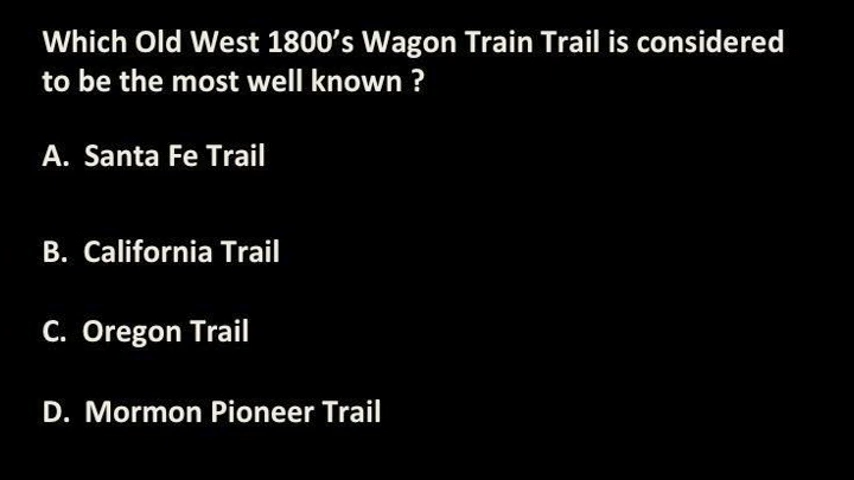 Which Old West 1800’s Wagon Train Trail is considered
to be the most well known ?
A. Santa Fe Trail
B. California Trail
C. Oregon Trail
D. Mormon Pioneer Trail